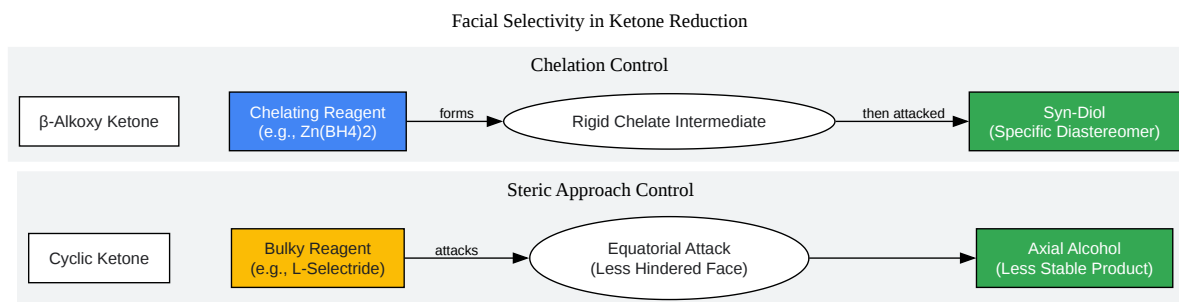 Facial Selectivity in Ketone Reduction
Chelation Control
β-Alkoxy Ketone
Chelating Reagent
(e.g., Zn(BH4)2)
forms
Rigid Chelate Intermediate
then attacked
Syn-Diol
(Specific Diastereomer)
Steric Approach Control
Cyclic Ketone
Bulky Reagent
(e.g., L-Selectride)
attacks
Equatorial Attack
(Less Hindered Face)
Axial Alcohol
(Less Stable Product)